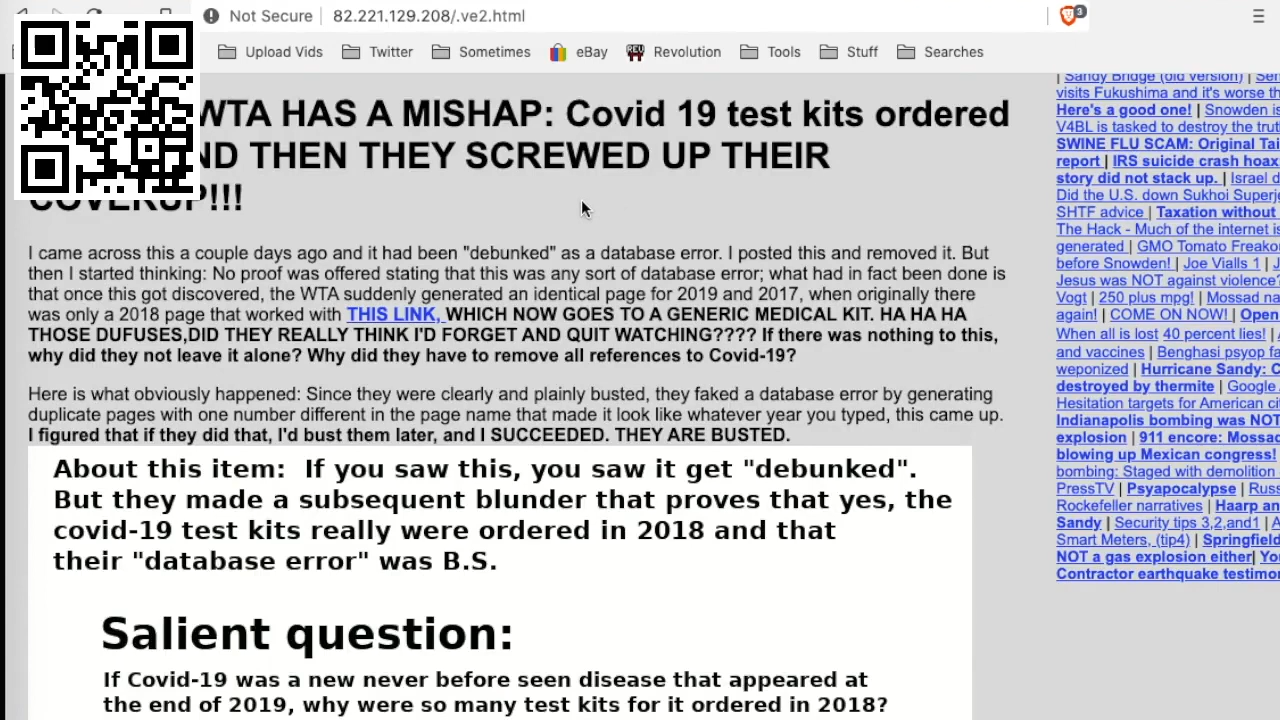 Not Secure
82.221.129.208/.ve2.html
3
Upload Vids
Twitter
Sometimes
eBay
Revolution
Tools
Stuff
Searches
WTA HAS A MISHAP: Covid 19 test kits ordered
ND THEN THEY SCREWED UP THEIR
COVERUP!!!
I came across this a couple days ago and it had been "debunked" as a database error. I posted this and removed it. But
then I started thinking: No proof was offered stating that this was any sort of database error; what had in fact been done is
that once this got discovered, the WTA suddenly generated an identical page for 2019 and 2017, when originally there
was only a 2018 page that worked with THIS LINK, WHICH NOW GOES TO A GENERIC MEDICAL KIT. HA HA HA
THOSE DUFUSES,DID THEY REALLY THINK I'D FORGET AND QUIT WATCHING???? If there was nothing to this,
why did they not leave it alone? Why did they have to remove all references to Covid-19?
Here is what obviously happened: Since they were clearly and plainly busted, they faked a database error by generating
duplicate pages with one number different in the page name that made it look like whatever year you typed, this came up.
I figured that if they did that, I'd bust them later, and I SUCCEEDED. THEY ARE BUSTED.
About this item: If you saw this, you saw it get "debunked".
But they made a subsequent blunder that proves that yes, the
covid-19 test kits really were ordered in 2018 and that
their "database error" was B.S.
Salient question:
If Covid-19 was a new never before seen disease that appeared at
the end of 2019, why were so many test kits for it ordered in 2018?
| Sandy Bridge (old version) |
visits Fukushima and it's worse
Here's a good one! | Snowden
V4BL is tasked to destroy the
SWINE FLU SCAM: Original
report | IRS suicide crash hoax
story did not stack up. | Israel
Did the U.S. down Sukhoi
SHTF advice | Taxation without
The Hack - Much of the internet
generated | GMO Tomato
before Snowden! | Joe Vialls 1 |
Jesus was NOT against violence?
Vogt | 250 plus mpg! | Mossad
again! | COME ON NOW! | Open
When all is lost 40 percent lies! |
and vaccines | Benghasi psyop
weaponized | Hurricane Sandy:
destroyed by thermite | Google
Hesitation targets for American
Indianapolis bombing was NOT
explosion | 911 encore:
blowing up Mexican congress!
bombing: Staged with demolition
PressTV | Psyapocalypse |
Rockefeller narratives | Haarp
Sandy | Security tips 3,2,and1 |
Smart Meters, (tip4) | Springfield
NOT a gas explosion either|
Contractor earthquake